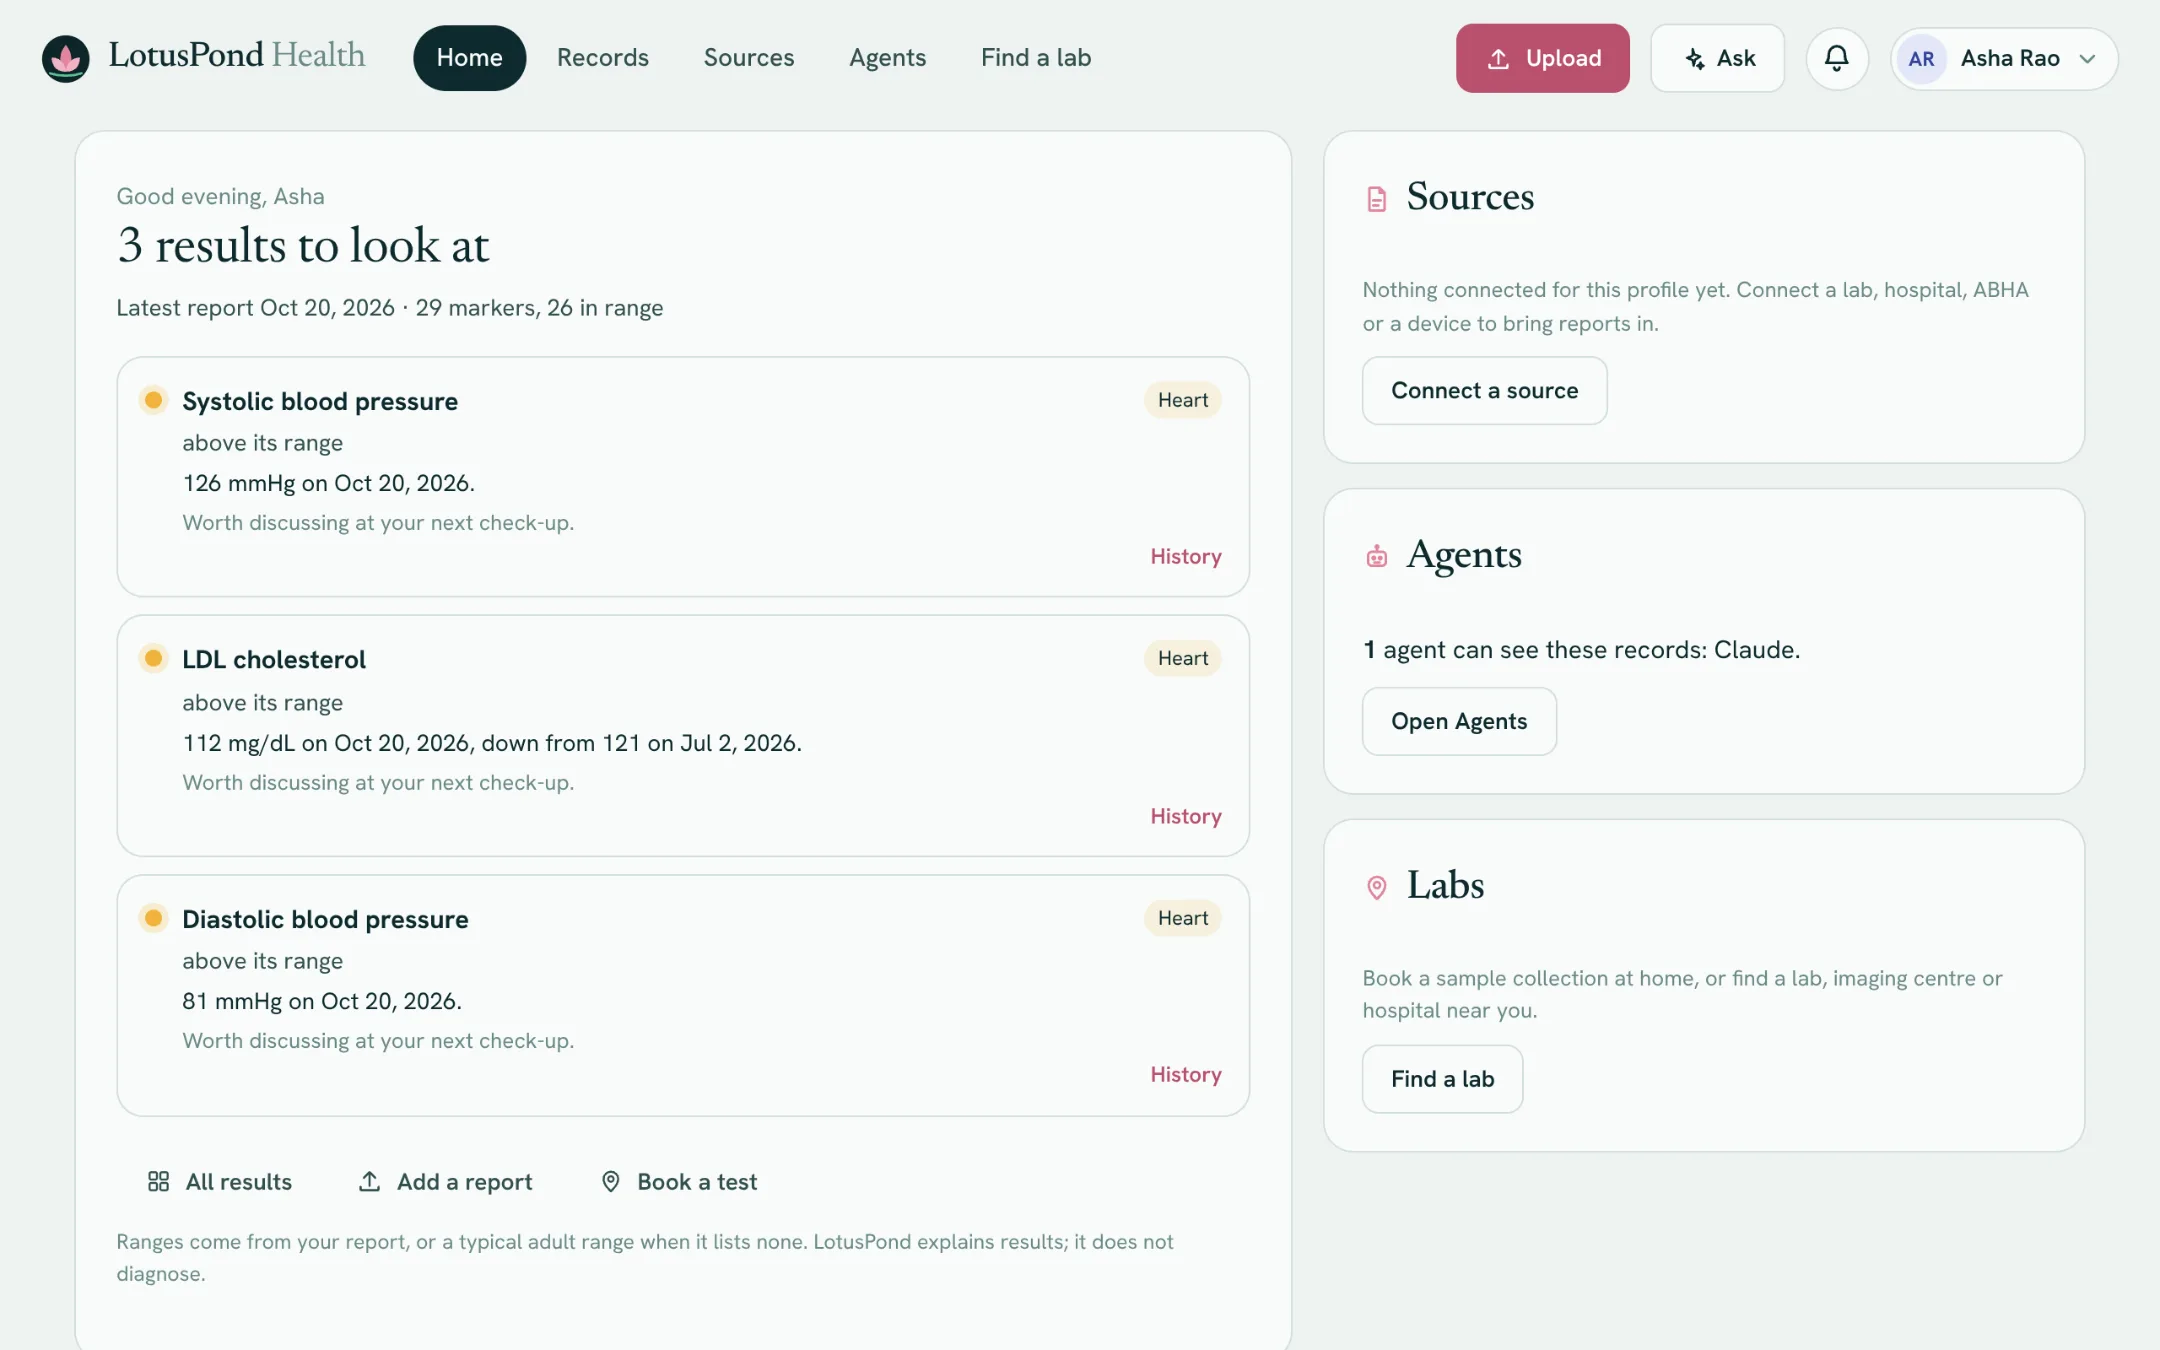 LotusPond Health
Home
Records
Sources
Agents
Find a lab
Upload
Ask
AR
Asha Rao
Good evening, Asha
3 results to look at
Latest report Oct 20, 2026 · 29 markers, 26 in range
Systolic blood pressure
Heart
above its range
126 mmHg on Oct 20, 2026.
Worth discussing at your next check-up.
History
LDL cholesterol
Heart
above its range
112 mg/dL on Oct 20, 2026, down from 121 on Jul 2, 2026.
Worth discussing at your next check-up.
History
Diastolic blood pressure
Heart
above its range
81 mmHg on Oct 20, 2026.
Worth discussing at your next check-up.
History
All results
Add a report
Book a test
Ranges come from your report, or a typical adult range when it lists none. LotusPond explains results; it does not
diagnose.
Sources
Nothing connected for this profile yet. Connect a lab, hospital, ABHA
or a device to bring reports in.
Connect a source
Agents
1 agent can see these records: Claude.
Open Agents
Labs
Book a sample collection at home, or find a lab, imaging centre or
hospital near you.
Find a lab